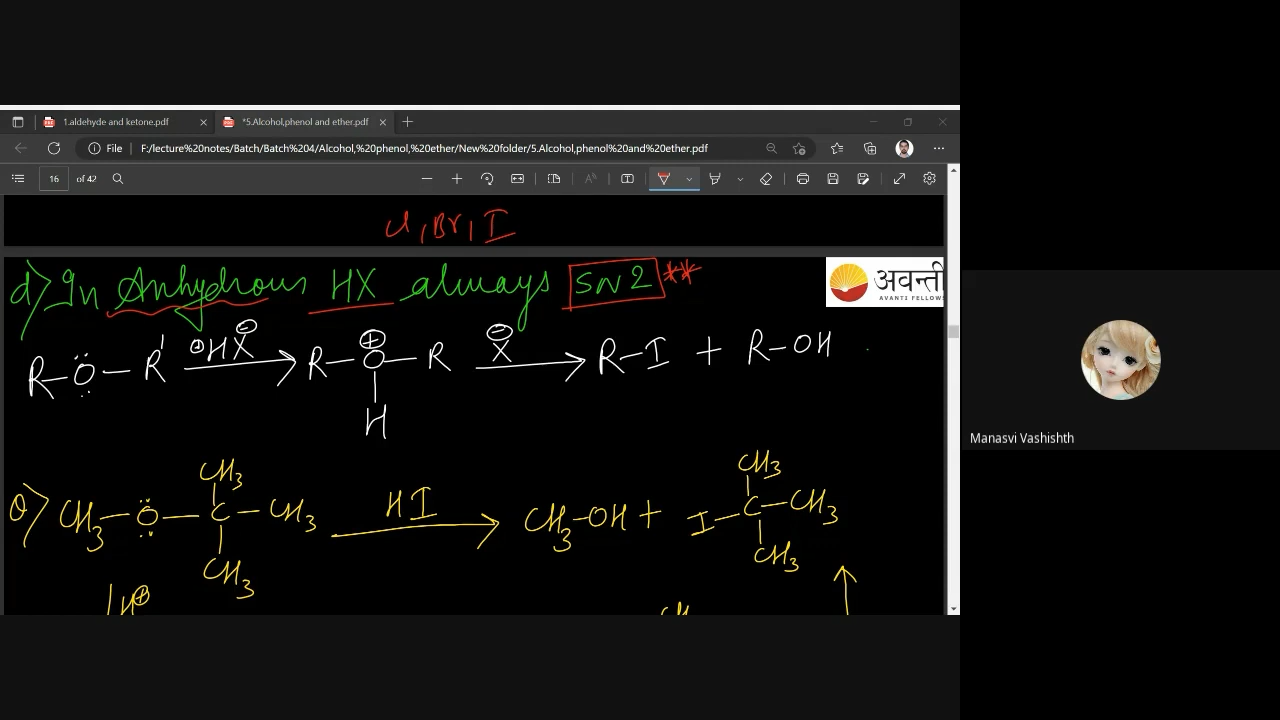 1.aldehyde and ketone.pdf
*5.Alcohol,phenol and ether.pdf
File
F:/lecture%20notes/Batch/Batch%204/Alcohol,%20phenol,%20ether/New%20folder/5.Alcohol,phenol%20and%20ether.pdf
16 of 42
Cl, Br, I
d) In Anhydrous HX always SN2 **
अवन्ती
AVANTI FELLOWS
R-O-R' ⊕HX⊖ → R-O⊕-R X⊖ → R-I + R-OH
H
CH3 CH3
Q) CH3-O-C-CH3 HI → CH3-OH + I-C-CH3
CH3 CH3
H⊕
Manasvi Vashishth